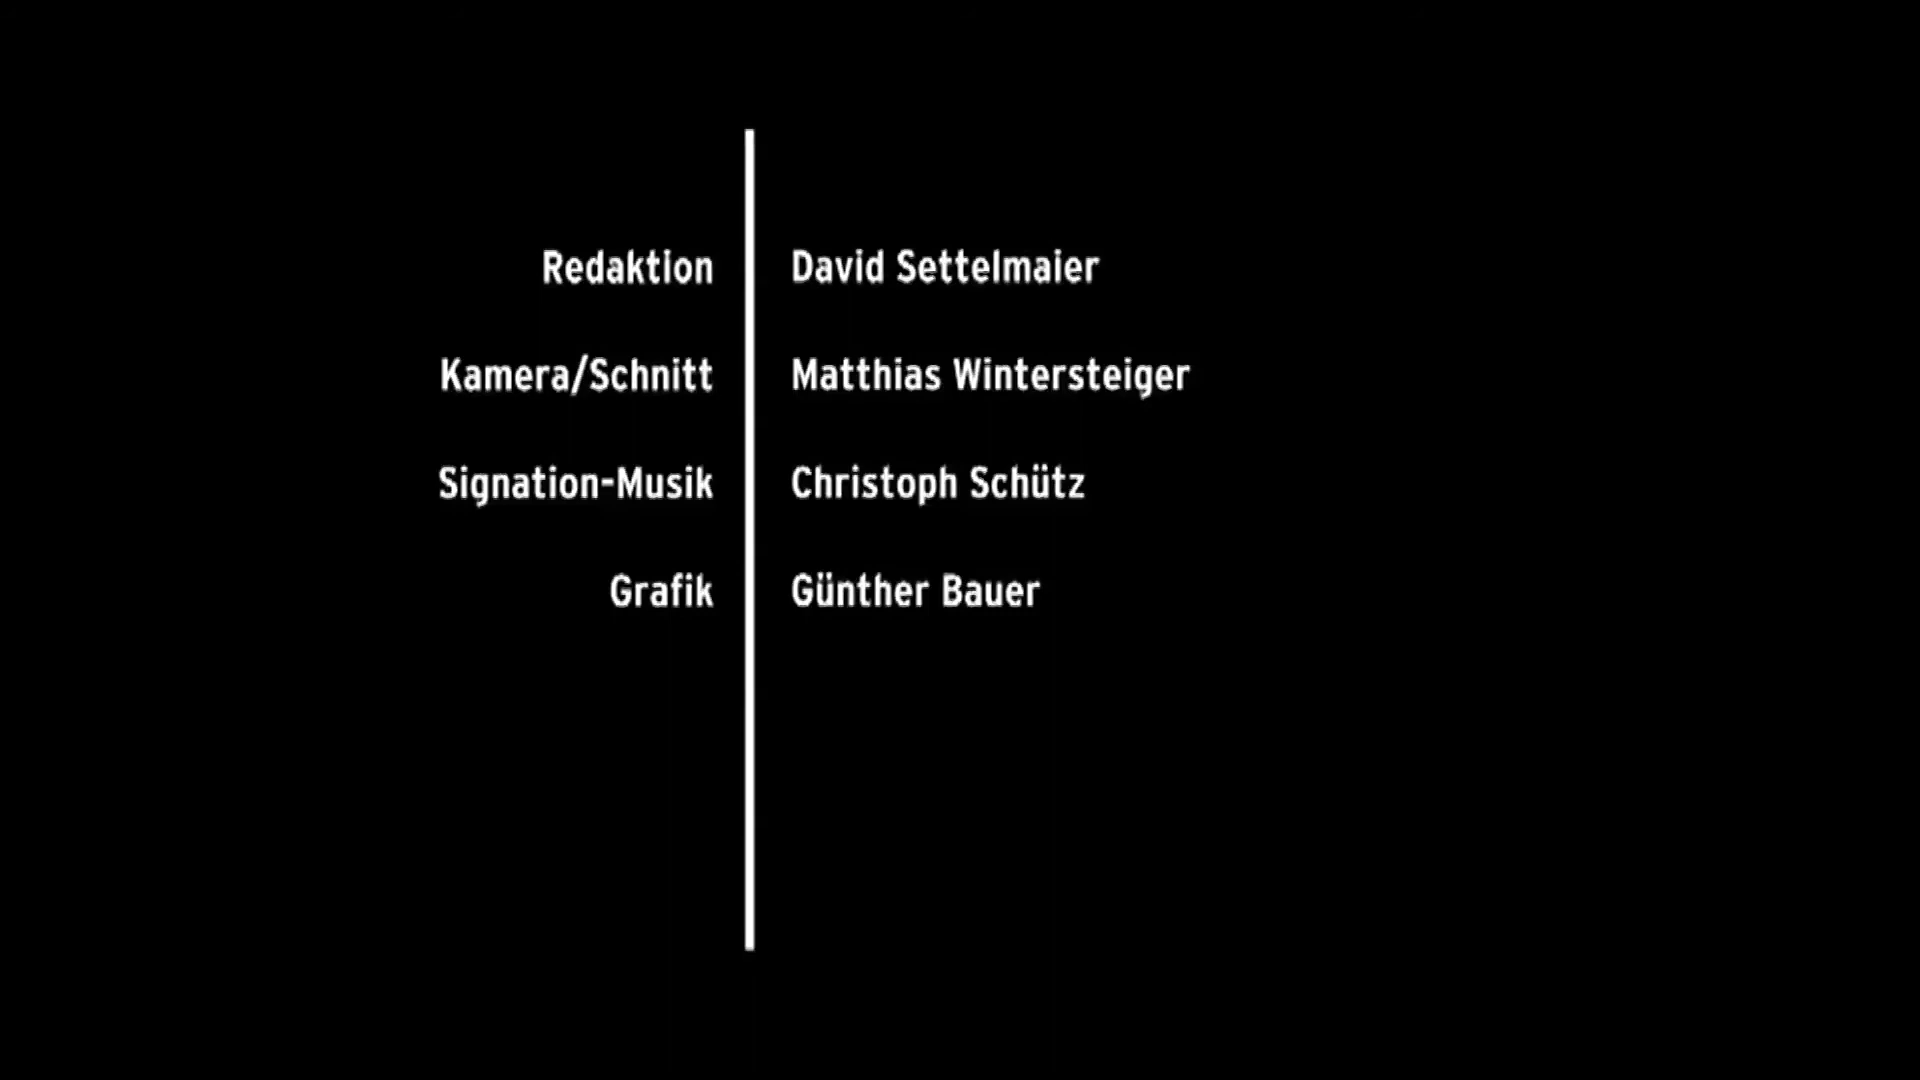 Redaktion David Settelmaier
Kamera/Schnitt Matthias Wintersteiger
Signation-Musik Christoph Schütz
Grafik Günther Bauer